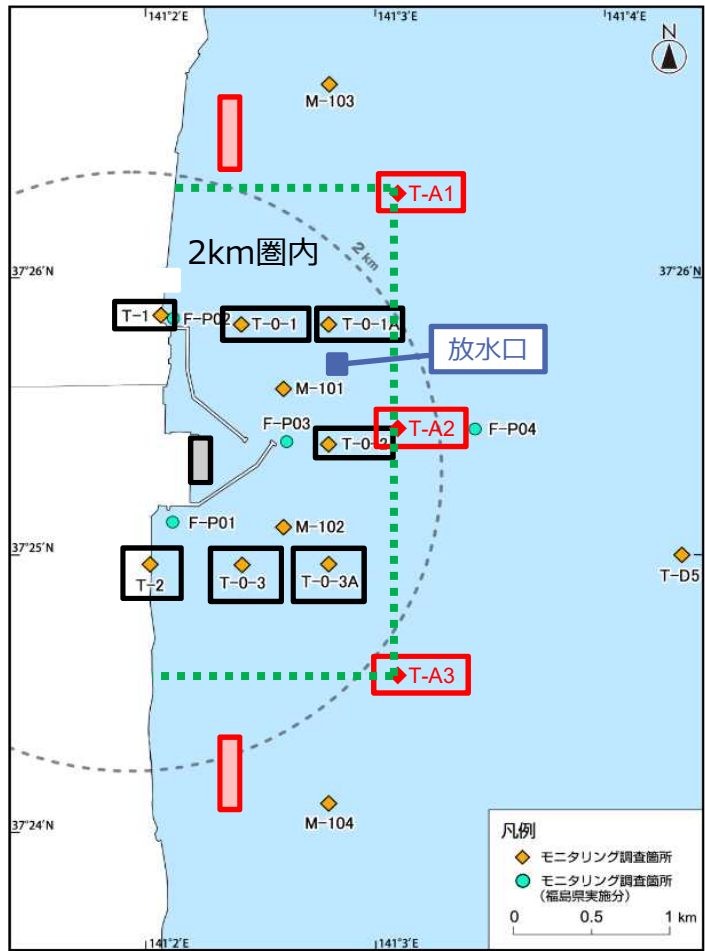 141°2′E
141°3′E
141°4′E
N
M-103
T-A1
2km圏内
2 km
37°26′N
37°26′N
T-1
F-P02
T-0-1
T-0-1A
放水口
M-101
F-P03
T-A2
F-P04
T-0-2
F-P01
M-102
37°25′N
T-2
T-0-3
T-0-3A
T-D5
T-A3
37°24′N
M-104
凡例
モニタリング調査箇所
モニタリング調査箇所
(福島県実施分)
0 0.5 1 km
141°2′E
141°3′E